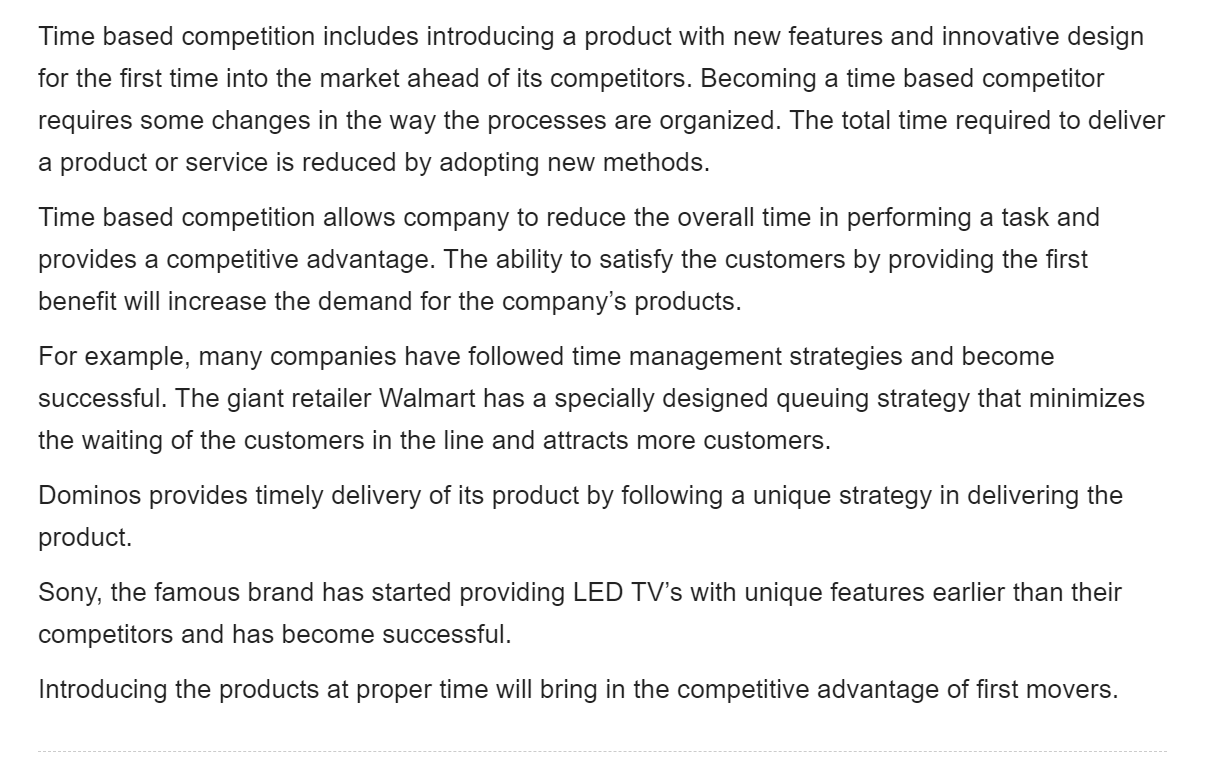 Time based competition includes introducing a product with new features and innovative design
for the first time into the market ahead of its competitors. Becoming a time based competitor
requires some changes in the way the processes are organized. The total time required to deliver
a product or service is reduced by adopting new methods.
Time based competition allows company to reduce the overall time in performing a task and
provides a competitive advantage. The ability to satisfy the customers by providing the first
benefit will increase the demand for the company’s products.
For example, many companies have followed time management strategies and become
successful. The giant retailer Walmart has a specially designed queuing strategy that minimizes
the waiting of the customers in the line and attracts more customers.
Dominos provides timely delivery of its product by following a unique strategy in delivering the
product.
Sony, the famous brand has started providing LED TV’s with unique features earlier than their
competitors and has become successful.
Introducing the products at proper time will bring in the competitive advantage of first movers.